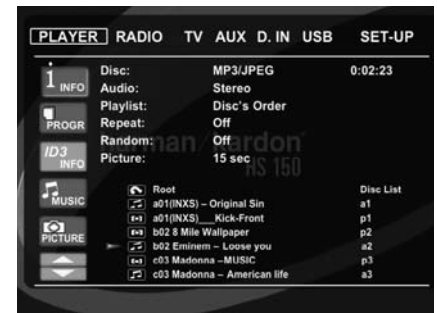 PLAYER RADIO TV AUX D. IN USB SET-UP
1 INFO
Disc: MP3/JPEG 0:02:23
Audio: Stereo
Playlist: Disc's Order
PROGR
Repeat: Off
Random: Off
harman/kardon
ID3 INFO
Picture: 15 sec
HS 150
Root Disc List
MUSIC
a01(INXS) – Original Sin a1
a01(INXS)___Kick-Front p1
PICTURE
b02 8 Mile Wallpaper p2
b02 Eminem – Loose you a2
c03 Madonna –MUSIC p3
c03 Madonna – American life a3